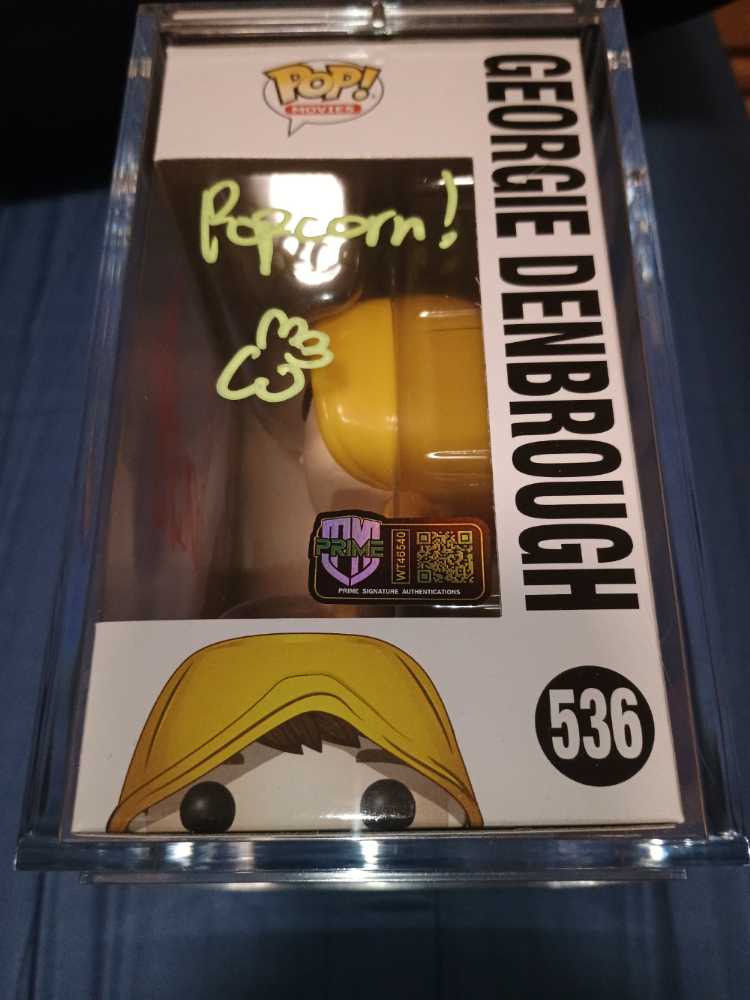 POP!
MOVIES
GEORGIE DENBROUGH
Popcorn!
PRIME
WT46540
PRIME SIGNATURE AUTHENTICATIONS
536